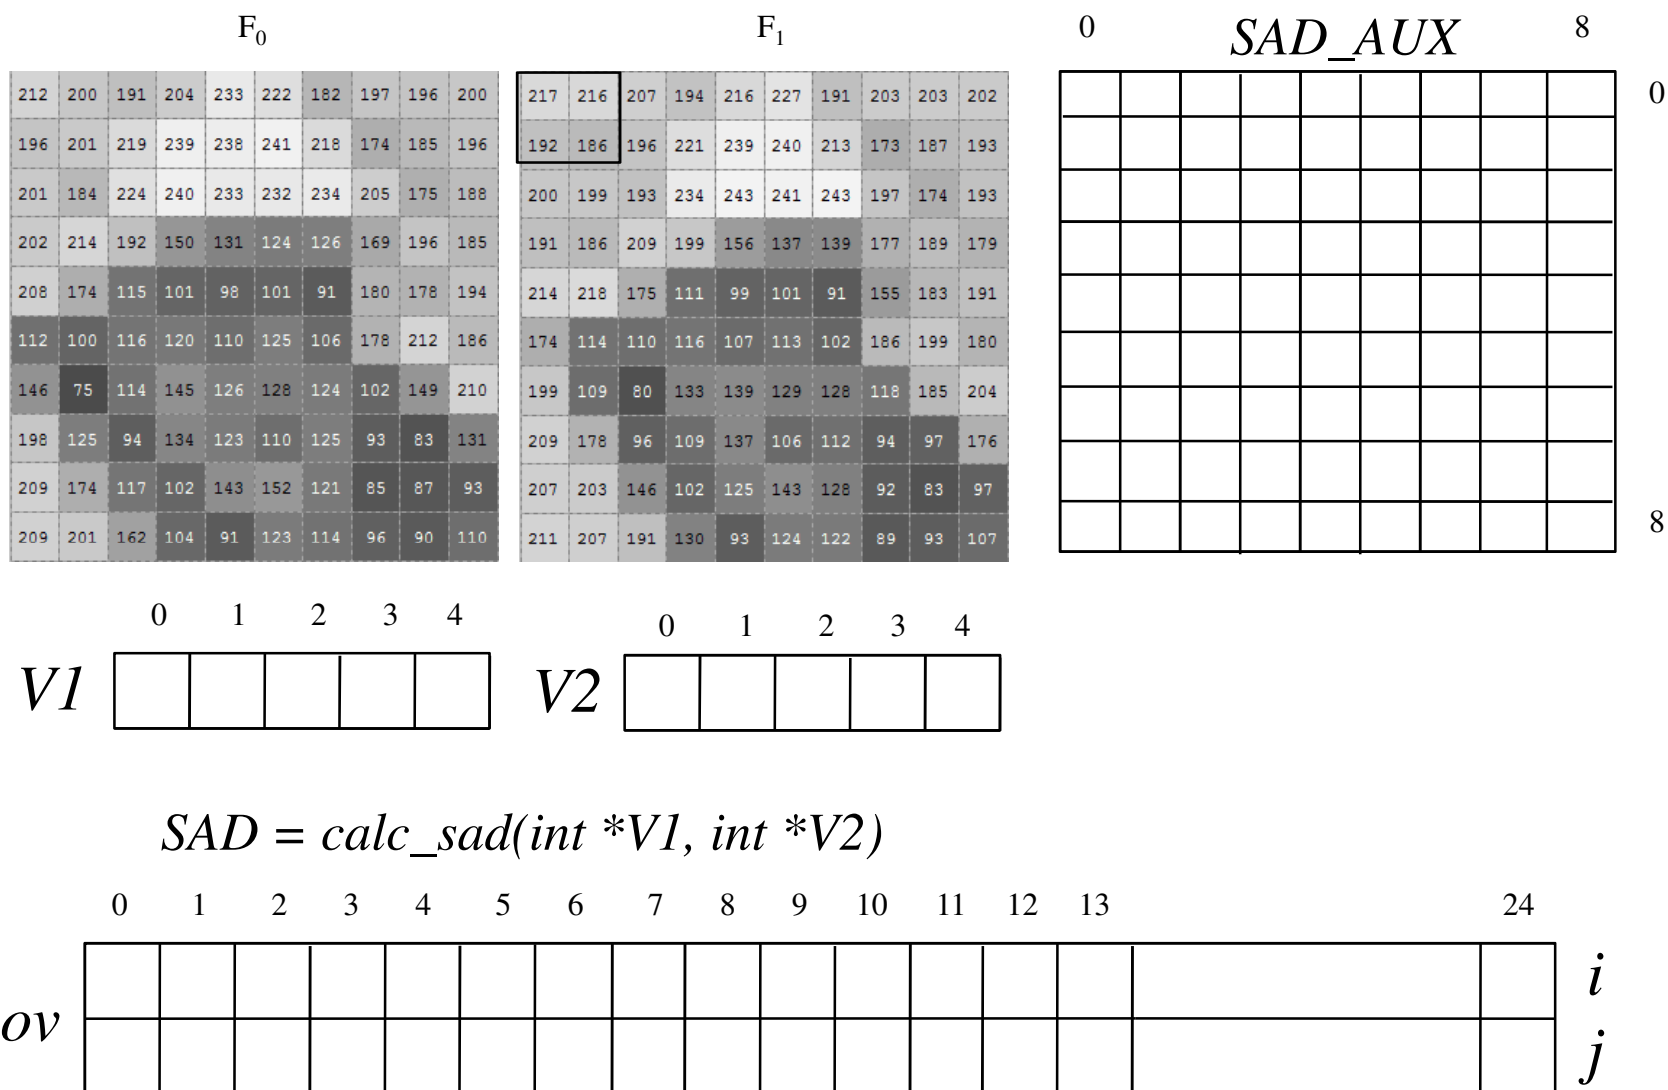 F0 F1 0 SAD_AUX 8
212 200 191 204 233 222 182 197 196 200
217 216 207 194 216 227 191 203 203 202
0
196 201 219 239 238 241 218 174 185 196
192 186 196 221 239 240 213 173 187 193
201 184 224 240 233 232 234 205 175 188
200 199 193 234 243 241 243 197 174 193
202 214 192 150 131 124 126 169 196 185
191 186 209 199 156 137 139 177 189 179
208 174 115 101 98 101 91 180 178 194
214 218 175 111 99 101 91 155 183 191
112 100 116 120 110 125 106 178 212 186
174 114 110 116 107 113 102 186 199 180
146 75 114 145 126 128 124 102 149 210
199 109 80 133 139 129 128 118 185 204
198 125 94 134 123 110 125 93 83 131
209 178 96 109 137 106 112 94 97 176
209 174 117 102 143 152 121 85 87 93
207 203 146 102 125 143 128 92 83 97
8
209 201 162 104 91 123 114 96 90 110
211 207 191 130 93 124 122 89 93 107
0 1 2 3 4
V1
0 1 2 3 4
V2
SAD = calc_sad(int *V1, int *V2)
0 1 2 3 4 5 6 7 8 9 10 11 12 13 24
i
ov
j